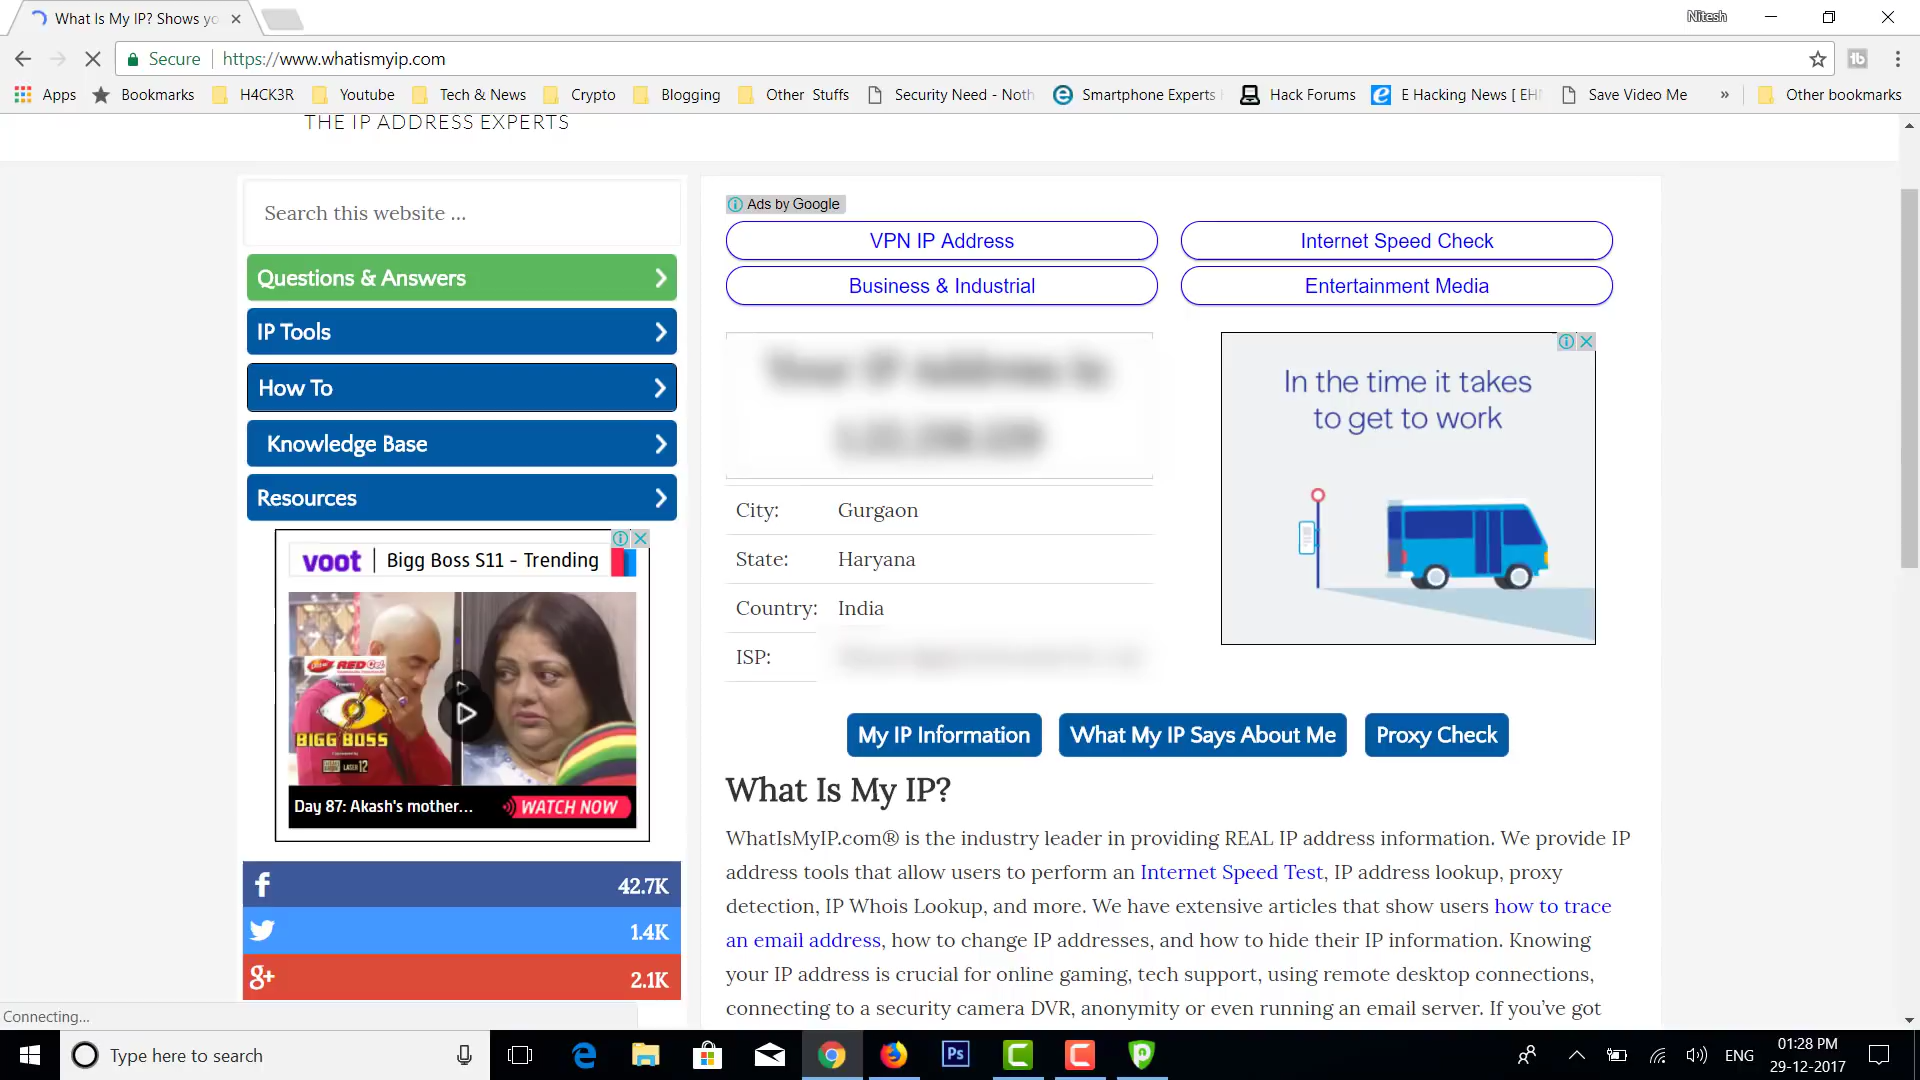 What Is My IP? Shows yo
Nitesh
Secure
https://www.whatismyip.com
Apps
Bookmarks
H4CK3R
Youtube
Tech & News
Crypto
Blogging
Other Stuffs
Security Need - Noth
Smartphone Experts
Hack Forums
E Hacking News [ EH
Save Video Me
»
Other bookmarks
THE IP ADDRESS EXPERTS
Search this website ...
Questions & Answers
IP Tools
How To
Knowledge Base
Resources
voot
Bigg Boss S11 - Trending
BIGG BOSS
Day 87: Akash's mother...
WATCH NOW
42.7K
1.4K
2.1K
Ads by Google
VPN IP Address
Internet Speed Check
Business & Industrial
Entertainment Media
Your IP Address is
City: Gurgaon
State: Haryana
Country: India
ISP:
In the time it takes
to get to work
My IP Information
What My IP Says About Me
Proxy Check
What Is My IP?
WhatIsMyIP.com® is the industry leader in providing REAL IP address information. We provide IP
address tools that allow users to perform an Internet Speed Test, IP address lookup, proxy
detection, IP Whois Lookup, and more. We have extensive articles that show users how to trace
an email address, how to change IP addresses, and how to hide their IP information. Knowing
your IP address is crucial for online gaming, tech support, using remote desktop connections,
connecting to a security camera DVR, anonymity or even running an email server. If you've got
Connecting...
Type here to search
Ps
ENG
01:28 PM
29-12-2017